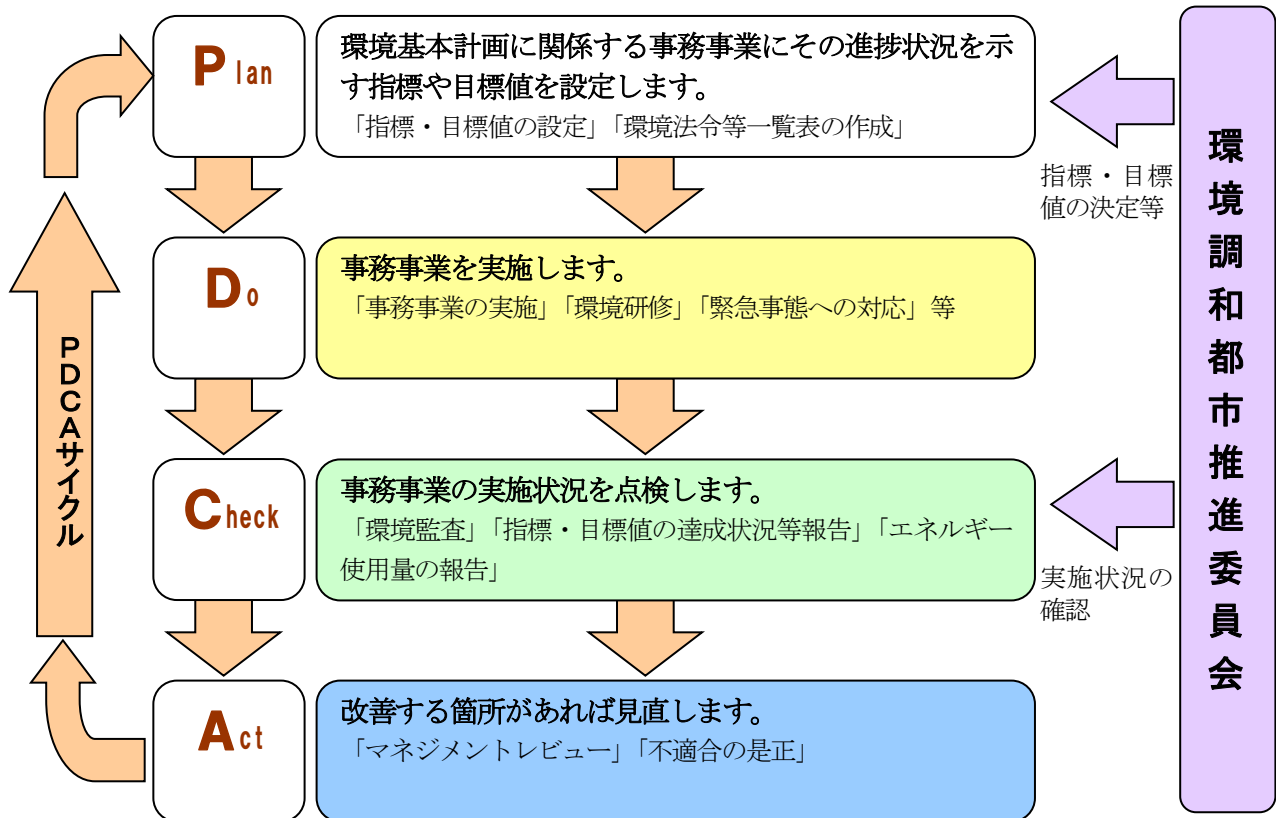 Plan
環境基本計画に関係する事務事業にその進捗状況を示
す指標や目標値を設定します。
「指標・目標値の設定」「環境法令等一覧表の作成」
指標・目標
値の決定等
Do
事務事業を実施します。
「事務事業の実施」「環境研修」「緊急事態への対応」等
Check
事務事業の実施状況を点検します。
「環境監査」「指標・目標値の達成状況等報告」「エネルギー
使用量の報告」
実施状況の
確認
Act
改善する箇所があれば見直します。
「マネジメントレビュー」「不適合の是正」
PDCAサイクル
環境調和都市推進委員会